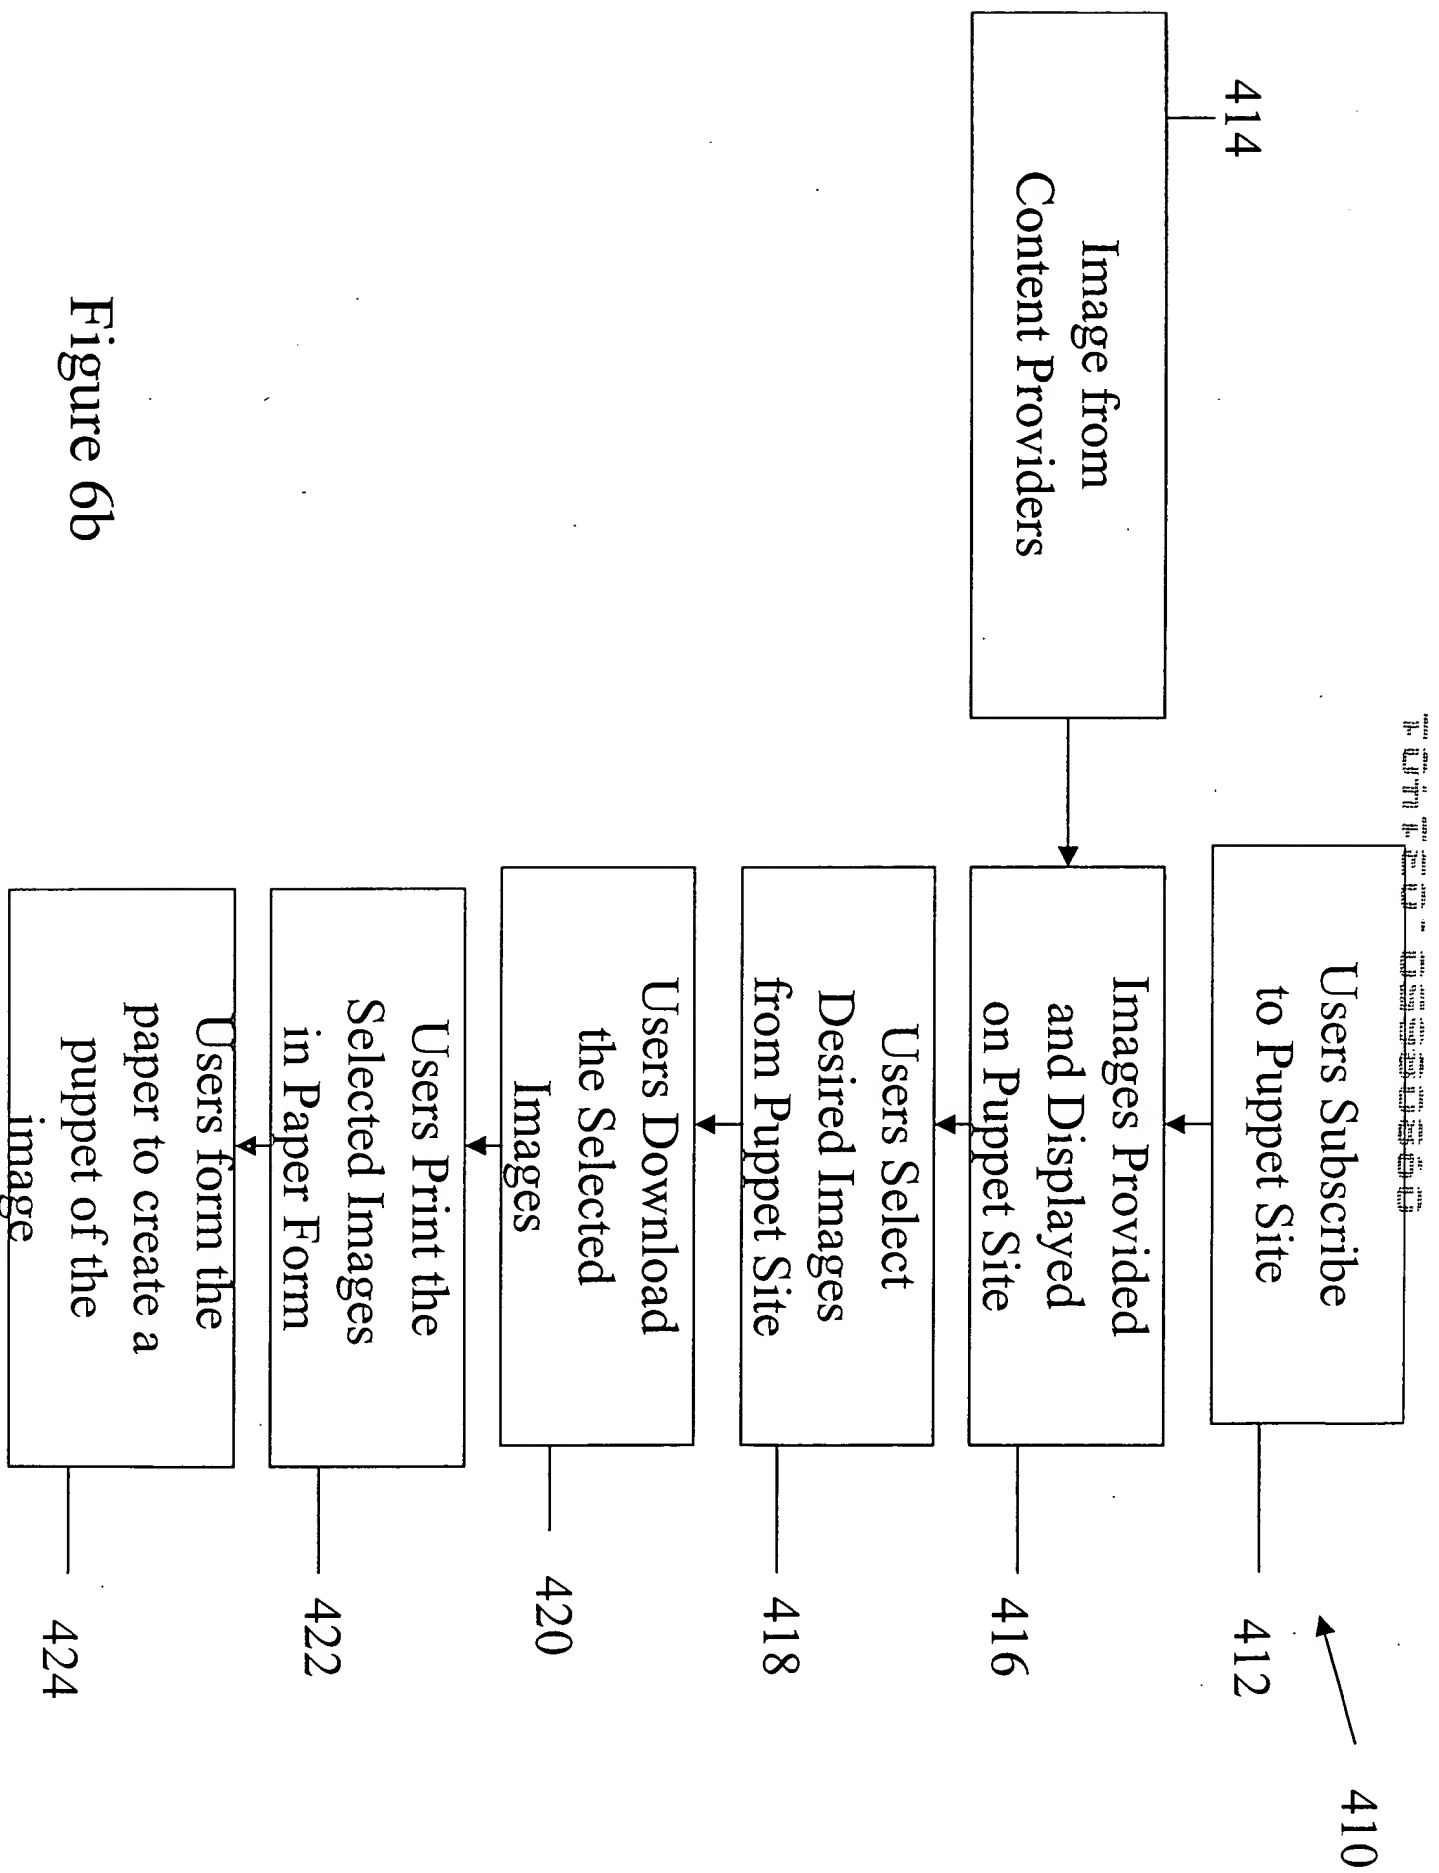 410
Users Subscribe
to Puppet Site
412
414
Image from
Content Providers
Images Provided
and Displayed
on Puppet Site
416
Users Select
Desired Images
from Puppet Site
418
Users Download
the Selected
Images
420
Users Print the
Selected Images
in Paper Form
422
Users form the
paper to create a
puppet of the
image
424
Figure 6b